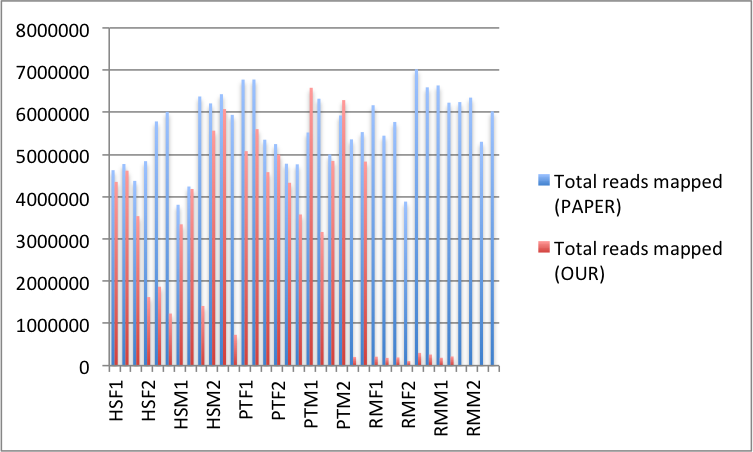 8000000
7000000
6000000
5000000
4000000
3000000
2000000
1000000
0
HSF1
HSF2
HSM1
HSM2
PTF1
PTF2
PTM1
PTM2
RMF1
RMF2
RMM1
RMM2
Total reads mapped
(PAPER)
Total reads mapped
(OUR)